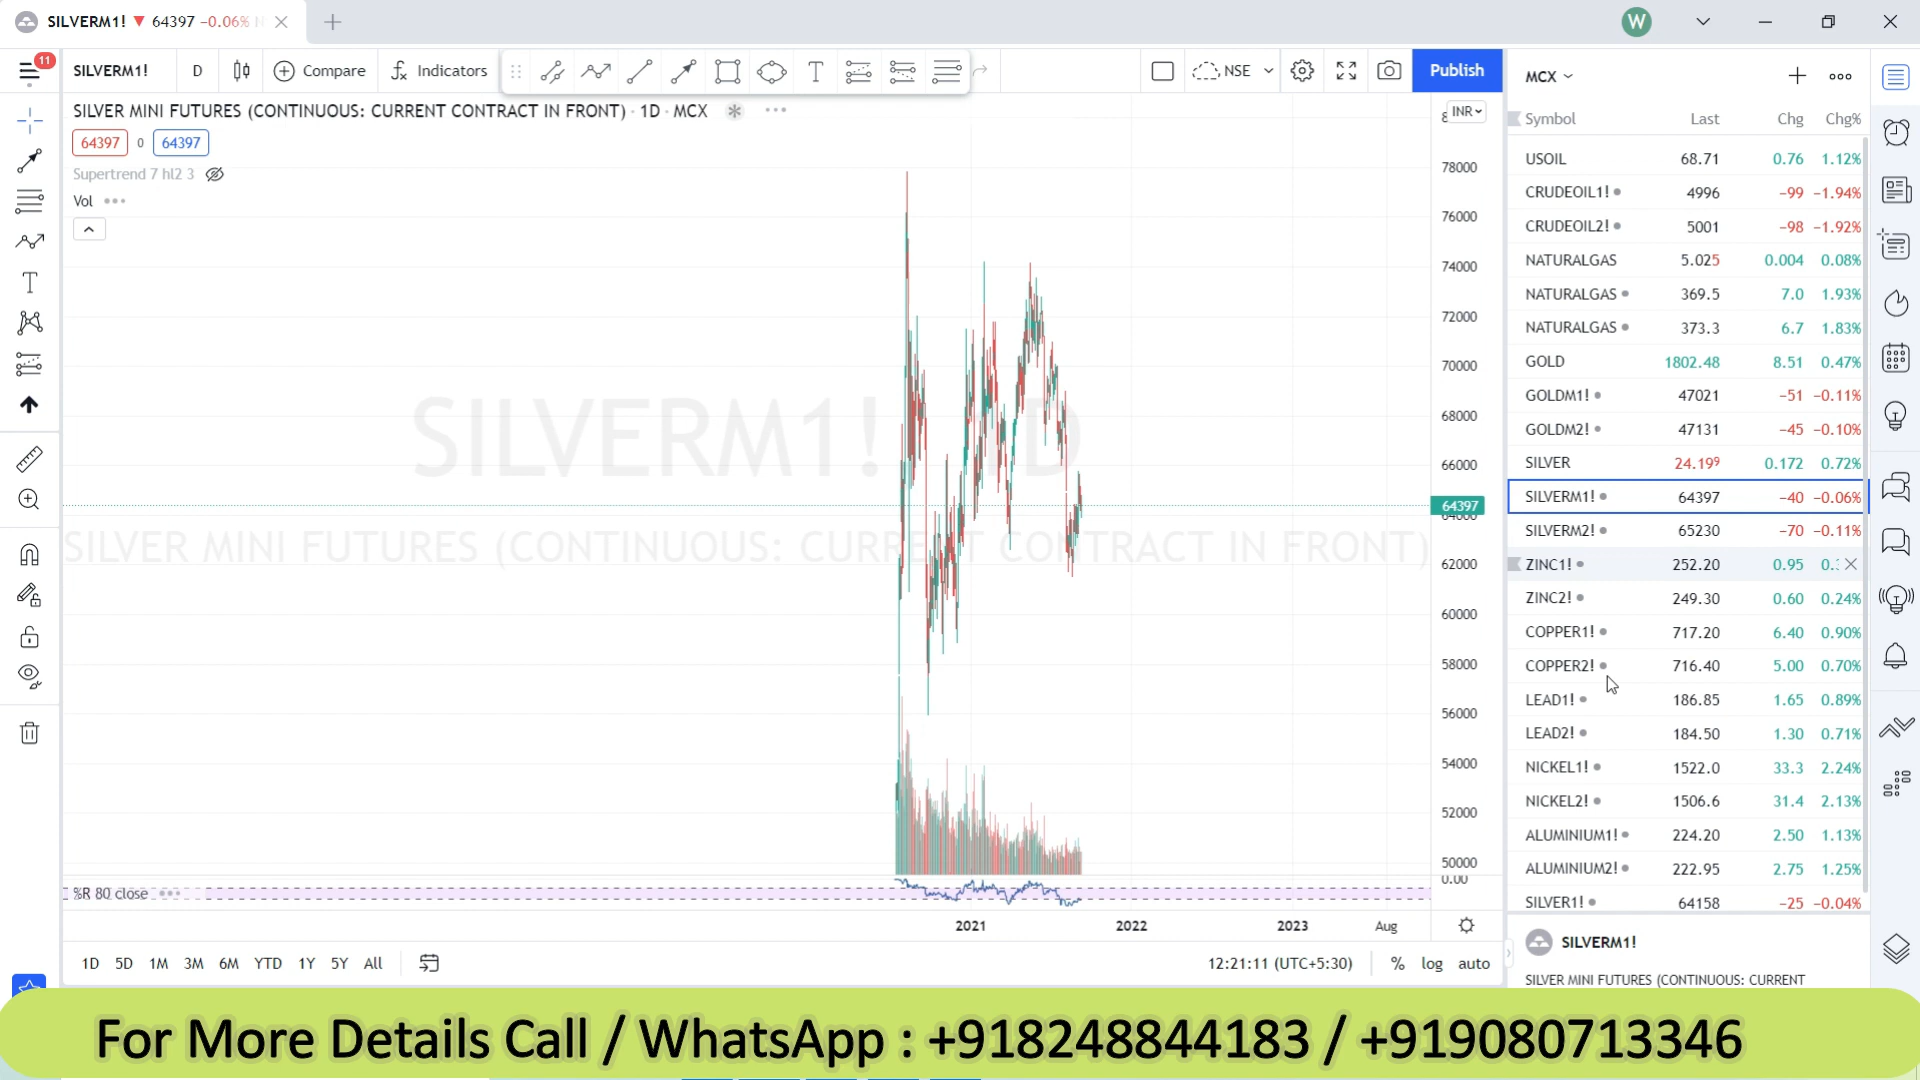 SILVERM1! ▼ 64397 −0.06%
W
11
SILVERM1! D Compare Indicators NSE Publish
SILVER MINI FUTURES (CONTINUOUS: CURRENT CONTRACT IN FRONT) · 1D · MCX
64397 0 64397
Supertrend 7 hl2 3
Vol
INR
78000
76000
74000
72000
70000
68000
66000
64397
64000
62000
60000
58000
56000
54000
52000
50000
0.00
SILVERM1! D
SILVER MINI FUTURES (CONTINUOUS: CURRENT CONTRACT IN FRONT)
%R 80 close
2021 2022 2023 Aug
1D 5D 1M 3M 6M YTD 1Y 5Y All 12:21:11 (UTC+5:30) % log auto
MCX
Symbol Last Chg Chg%
USOIL 68.71 0.76 1.12%
CRUDEOIL1! 4996 −99 −1.94%
CRUDEOIL2! 5001 −98 −1.92%
NATURALGAS 5.025 0.004 0.08%
NATURALGAS 369.5 7.0 1.93%
NATURALGAS 373.3 6.7 1.83%
GOLD 1802.48 8.51 0.47%
GOLDM1! 47021 −51 −0.11%
GOLDM2! 47131 −45 −0.10%
SILVER 24.199 0.172 0.72%
SILVERM1! 64397 −40 −0.06%
SILVERM2! 65230 −70 −0.11%
ZINC1! 252.20 0.95
ZINC2! 249.30 0.60 0.24%
COPPER1! 717.20 6.40 0.90%
COPPER2! 716.40 5.00 0.70%
LEAD1! 186.85 1.65 0.89%
LEAD2! 184.50 1.30 0.71%
NICKEL1! 1522.0 33.3 2.24%
NICKEL2! 1506.6 31.4 2.13%
ALUMINIUM1! 224.20 2.50 1.13%
ALUMINIUM2! 222.95 2.75 1.25%
SILVER1! 64158 −25 −0.04%
SILVERM1!
SILVER MINI FUTURES (CONTINUOUS: CURRENT
For More Details Call / WhatsApp : +918248844183 / +919080713346